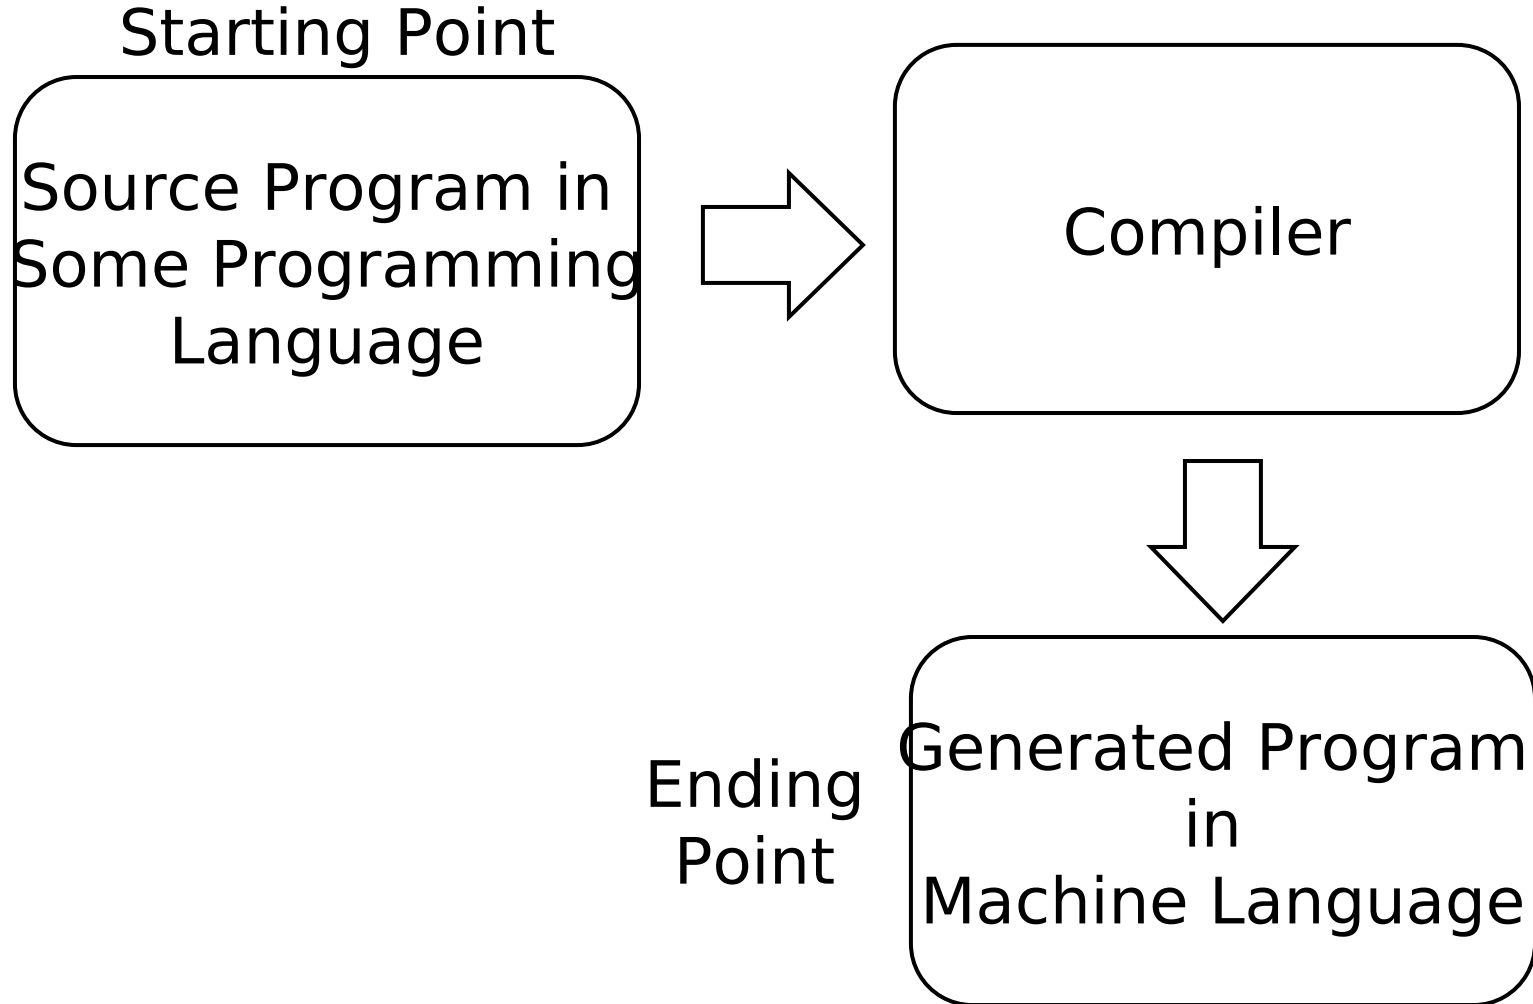 Starting Point
Source Program in
Some Programming
Language
Compiler
Generated Program
in
Machine Language
Ending
Point